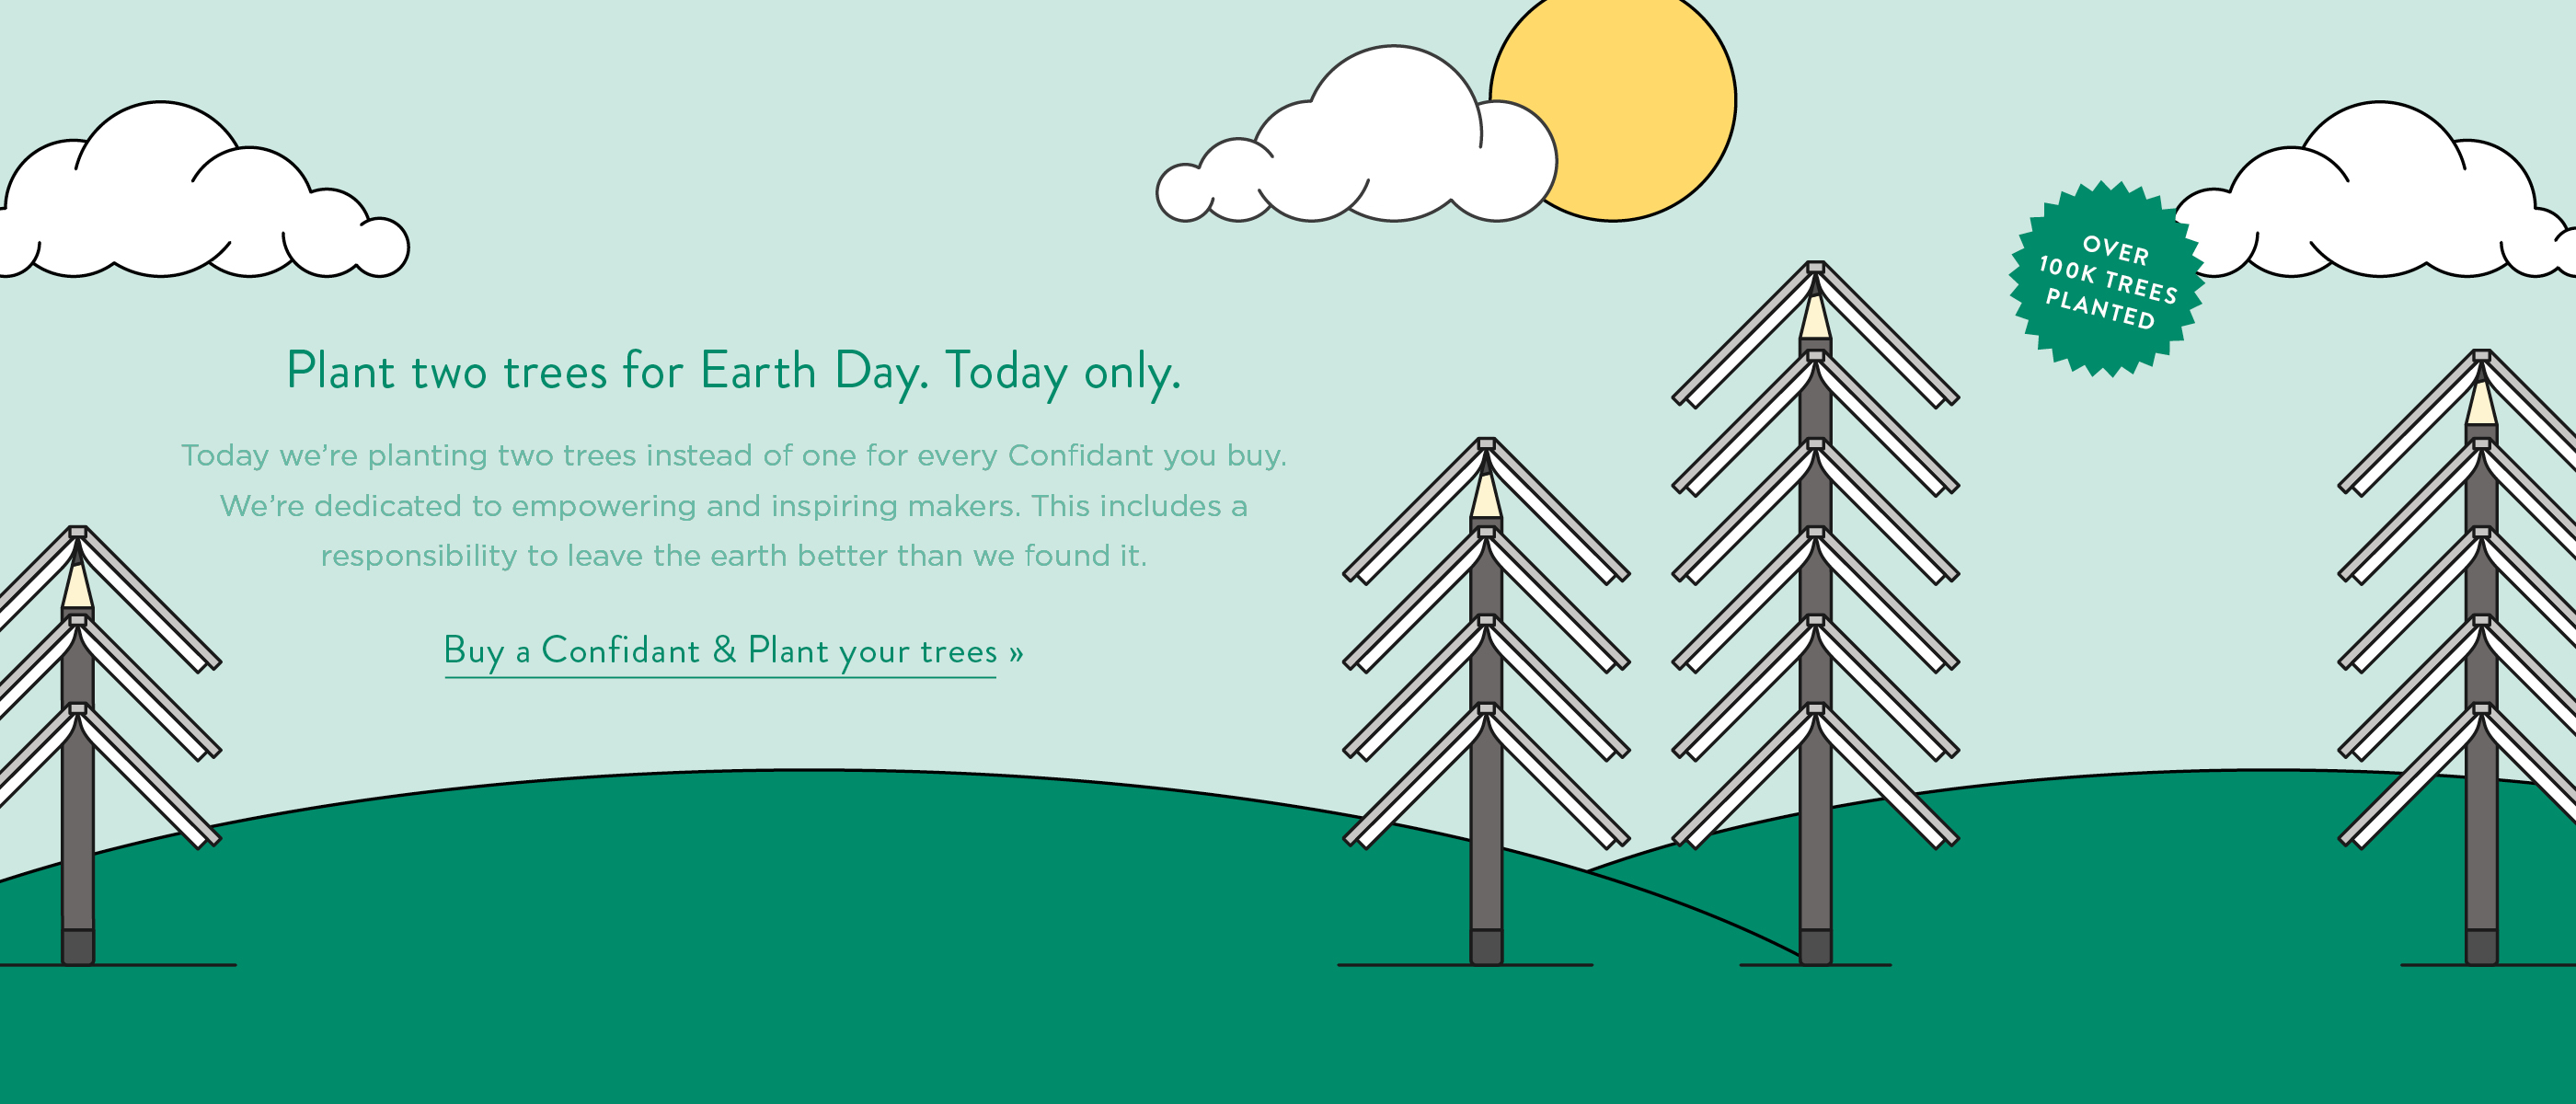 Plant two trees for Earth Day. Today only.
Today we’re planting two trees instead of one for every Confidant you buy.
We’re dedicated to empowering and inspiring makers. This includes a
responsibility to leave the earth better than we found it.
Buy a Confidant & Plant your trees »
OVER
100K TREES
PLANTED